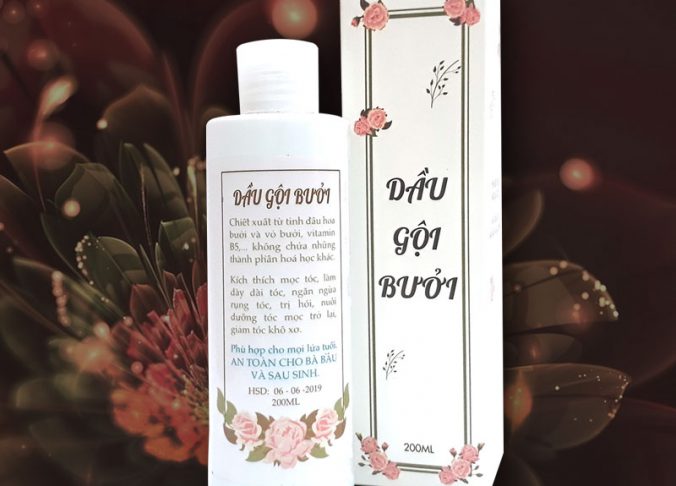 DẦU GỘI BƯỞI
Chiết xuất từ tinh dầu hoa
bưởi và vỏ bưởi, vitamin
B5,... không chứa những
thành phần hoá học khác.
Kích thích mọc tóc, làm
dày dài tóc, ngăn ngừa
rụng tóc, trị hói, nuôi
dưỡng tóc mọc trở lại,
giảm tóc khô xơ.
Phù hợp cho mọi lứa tuổi.
AN TOÀN CHO BÀ BẦU
VÀ SAU SINH.
HSD: 06 - 06 -2019
200ML
DẦU
GỘI
BƯỞI
200ML